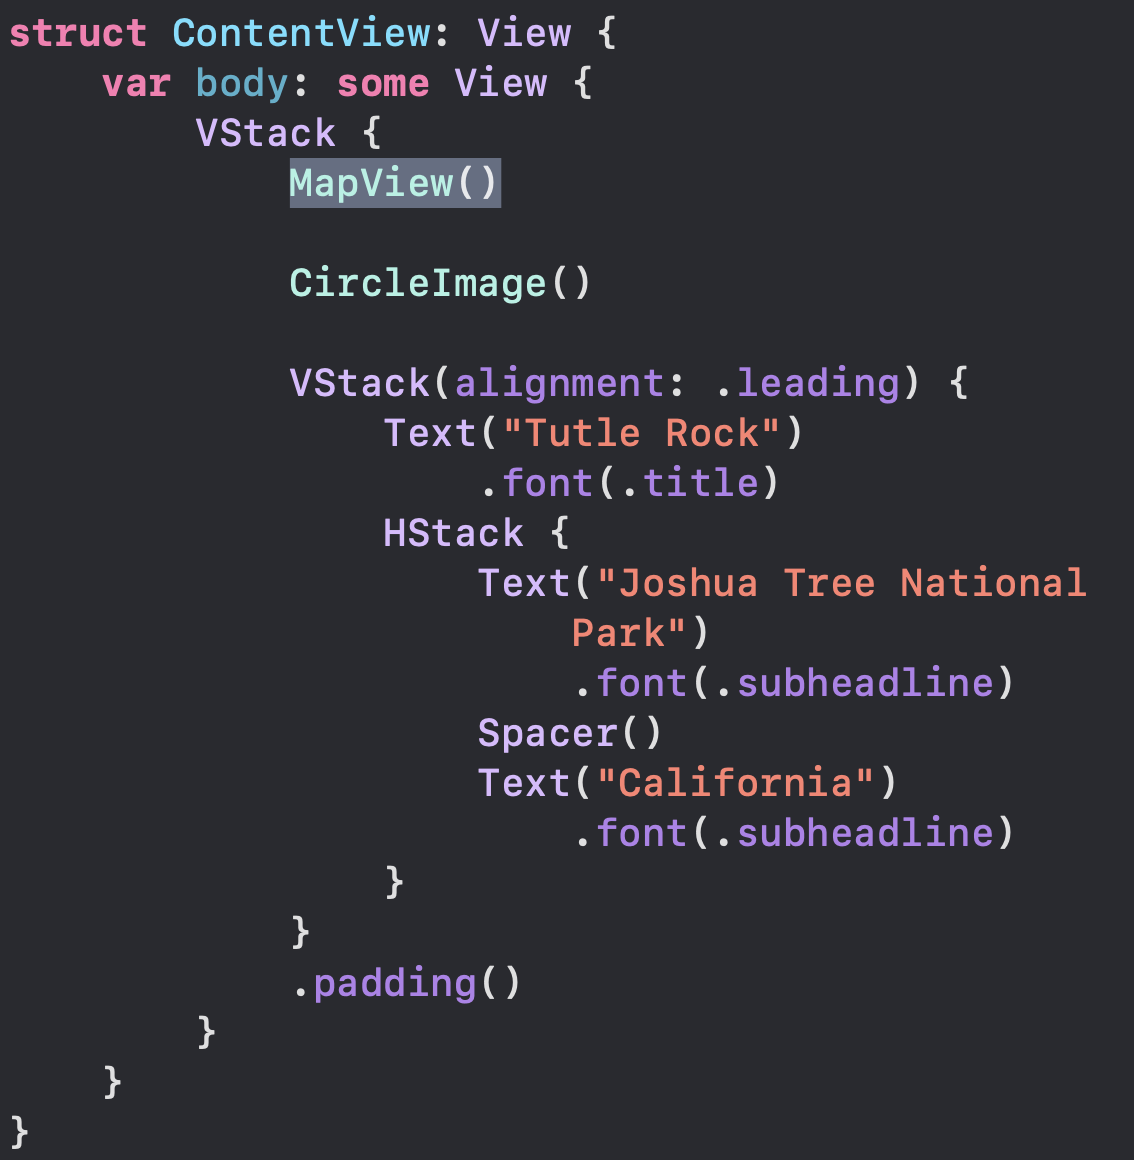 struct ContentView: View {
    var body: some View {
        VStack {
            MapView()

            CircleImage()

            VStack(alignment: .leading) {
                Text("Tutle Rock")
                    .font(.title)
                HStack {
                    Text("Joshua Tree National
                        Park")
                        .font(.subheadline)
                    Spacer()
                    Text("California")
                        .font(.subheadline)
                }
            }
            .padding()
        }
    }
}